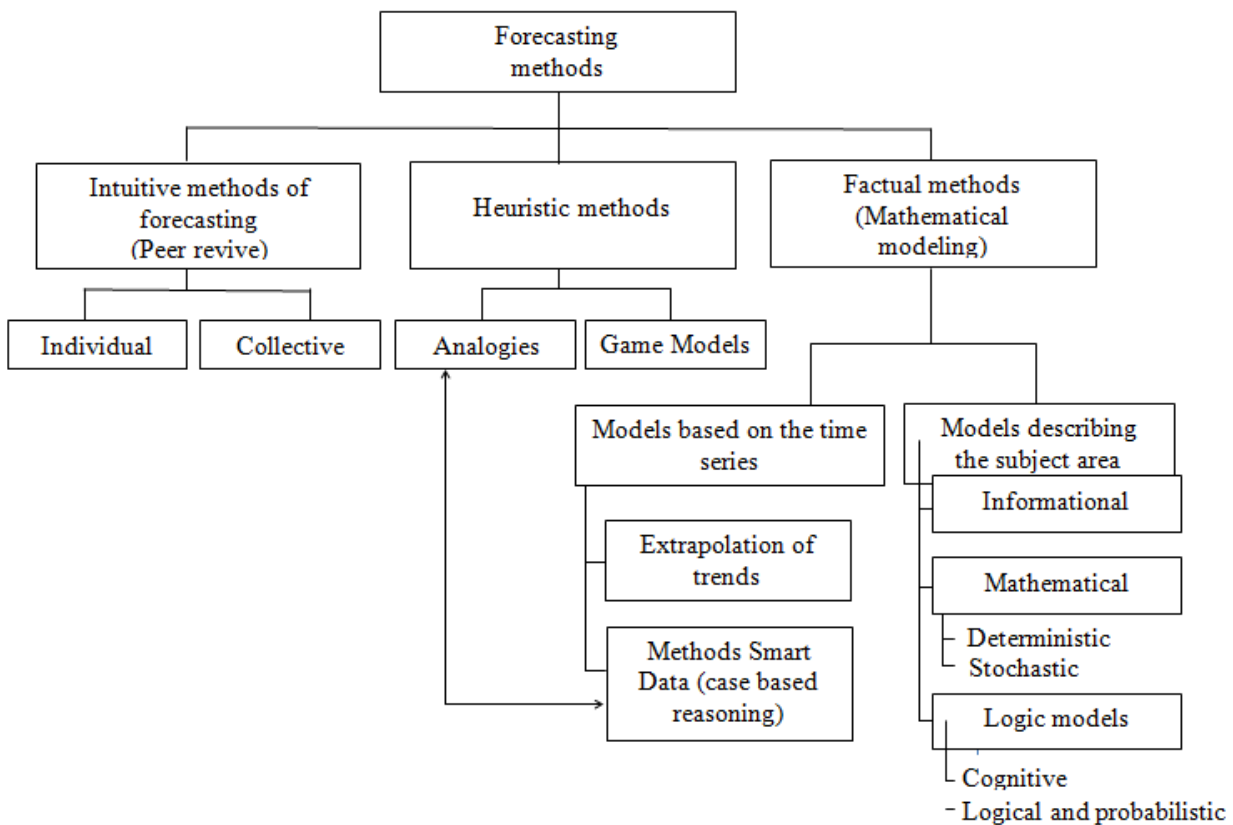 Forecasting
methods
Intuitive methods of
forecasting
(Peer revive)
Heuristic methods
Factual methods
(Mathematical
modeling)
Individual
Collective
Analogies
Game Models
Models based on the time
series
Models describing
the subject area
Informational
Extrapolation of
trends
Mathematical
Deterministic
Stochastic
Methods Smart
Data (case based
reasoning)
Logic models
Cognitive
- Logical and probabilistic